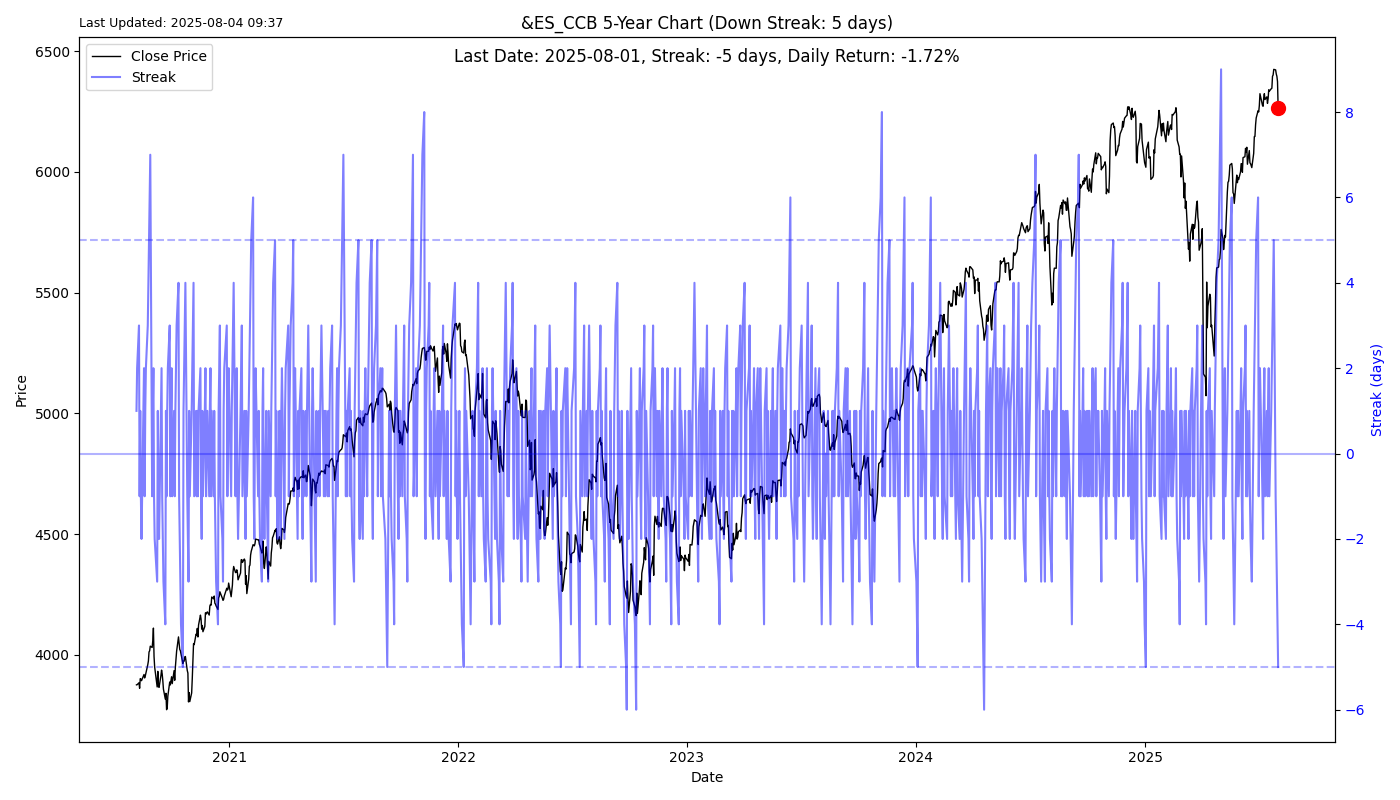 Last Updated: 2025-08-04 09:37
&ES_CCB 5-Year Chart (Down Streak: 5 days)
Last Date: 2025-08-01, Streak: -5 days, Daily Return: -1.72%
Close Price
Streak
6500
6000
5500
5000
4500
4000
Price
8
6
4
2
0
−2
−4
−6
Streak (days)
2021
2022
2023
2024
2025
Date